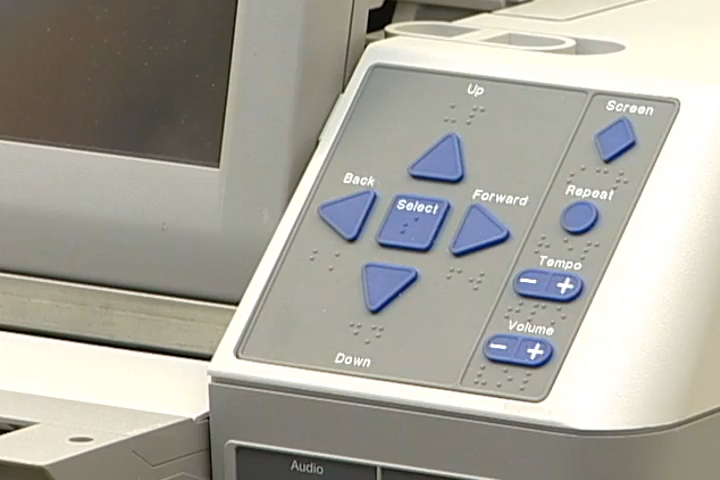 Up
Screen
Back
Select
Forward
Repeat
Tempo
− +
Volume
− +
Down
Audio